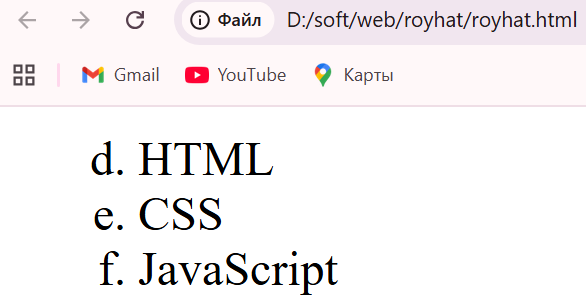 Файл D:/soft/web/royhat/royhat.html
Gmail YouTube Карты
d. HTML
e. CSS
f. JavaScript